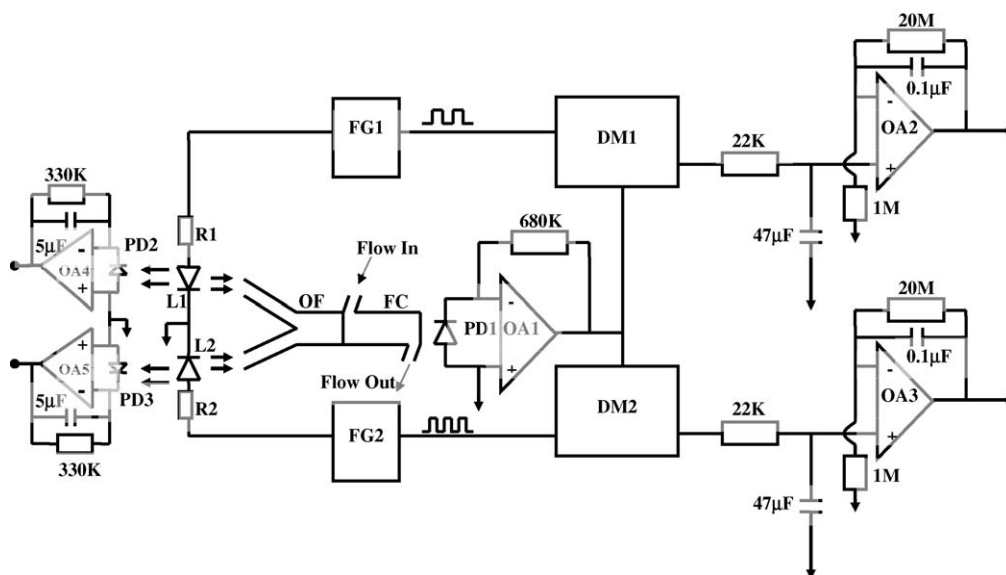 20M
0.1µF
FG1
DM1
OA2
22K
330K
1M
R1
680K
47µF
5µF
PD2
Flow In
OA4
L1
OF
FC
20M
PD1
OA1
L2
0.1µF
OA5
Flow Out
PD3
5µF
R2
DM2
22K
OA3
FG2
330K
1M
47µF
-
+
-
+
-
+
-
+
+
-